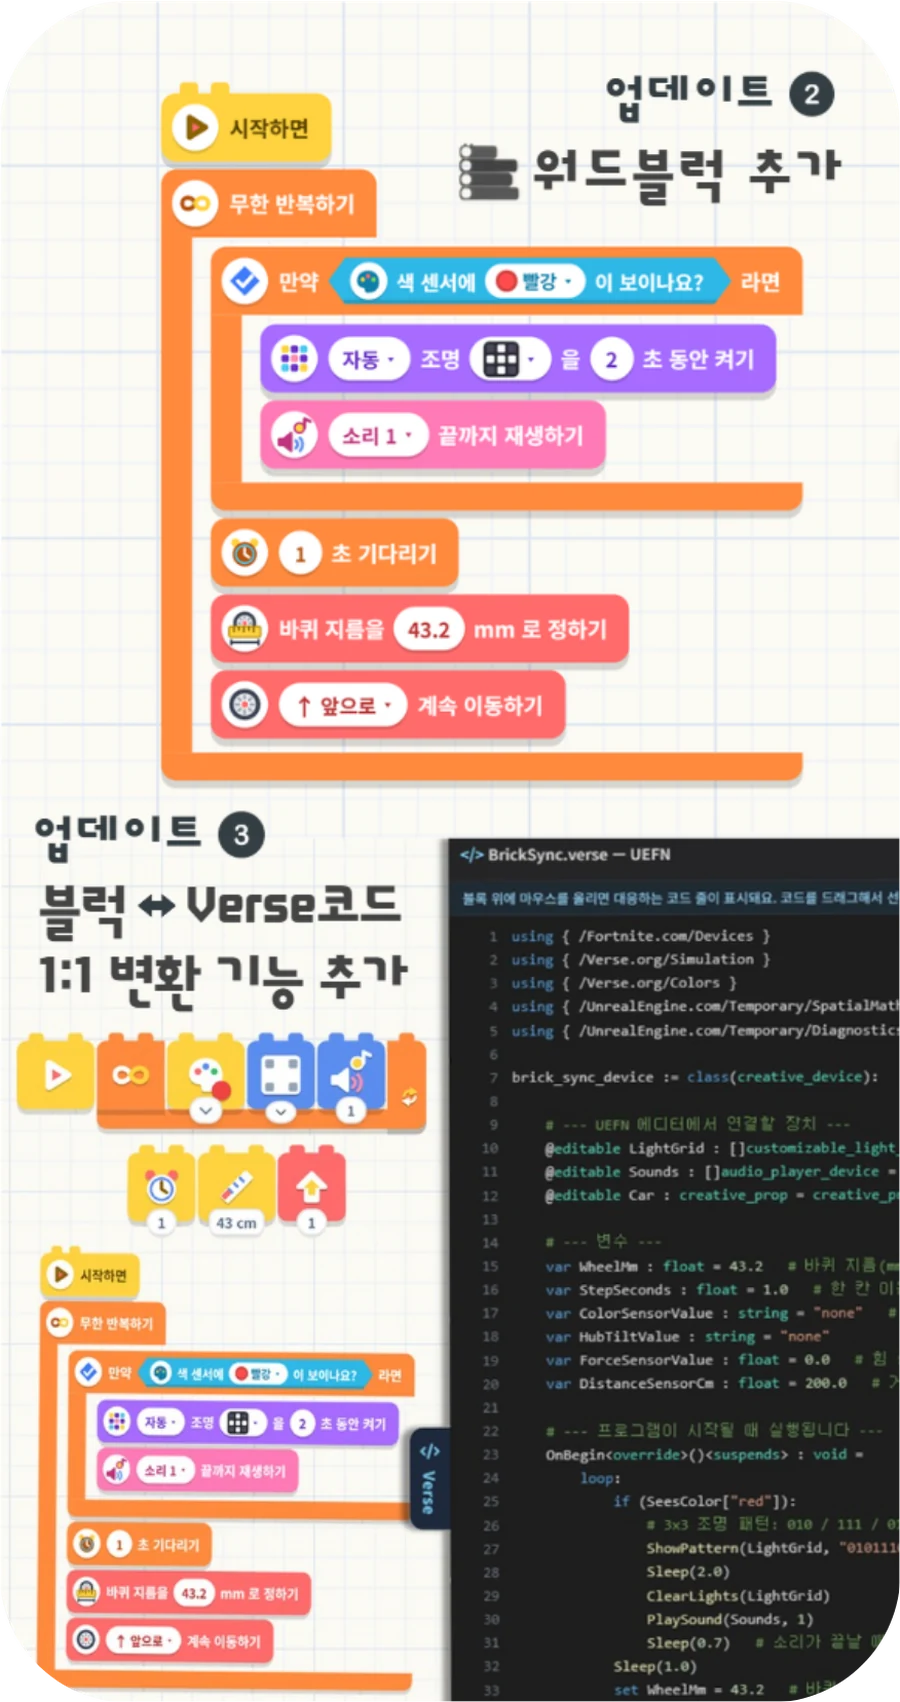 업데이트 2
워드블럭 추가
시작하면
무한 반복하기
만약 색 센서에 빨강 이 보이나요? 라면
자동 조명 을 2 초 동안 켜기
소리 1 끝까지 재생하기
1 초 기다리기
바퀴 지름을 43.2 mm 로 정하기
↑ 앞으로 계속 이동하기
업데이트 3
블럭 ↔ Verse코드
1:1 변환 기능 추가
1
1 43 cm 1
시작하면
무한 반복하기
만약 색 센서에 빨강 이 보이나요? 라면
자동 조명 을 2 초 동안 켜기
소리 1 끝까지 재생하기
1 초 기다리기
바퀴 지름을 43.2 mm 로 정하기
↑ 앞으로 계속 이동하기
</> Verse
</> BrickSync.verse — UEFN
블록 위에 마우스를 올리면 대응하는 코드 줄이 표시돼요. 코드를 드래그해서 선
1 using { /Fortnite.com/Devices }
2 using { /Verse.org/Simulation }
3 using { /Verse.org/Colors }
4 using { /UnrealEngine.com/Temporary/SpatialMath
5 using { /UnrealEngine.com/Temporary/Diagnostics
6
7 brick_sync_device := class(creative_device):
8
9 # --- UEFN 에디터에서 연결할 장치 ---
10 @editable LightGrid : []customizable_light_
11 @editable Sounds : []audio_player_device =
12 @editable Car : creative_prop = creative_pr
13
14 # --- 변수 ---
15 var WheelMm : float = 43.2 # 바퀴 지름(mm
16 var StepSeconds : float = 1.0 # 한 칸 이
17 var ColorSensorValue : string = "none" #
18 var HubTiltValue : string = "none"
19 var ForceSensorValue : float = 0.0 # 힘
20 var DistanceSensorCm : float = 200.0 # 거
21
22 # --- 프로그램이 시작될 때 실행됩니다 ---
23 OnBegin<override>()<suspends> : void =
24 loop:
25 if (SeesColor["red"]):
26 # 3x3 조명 패턴: 010 / 111 / 01
27 ShowPattern(LightGrid, "0101110
28 Sleep(2.0)
29 ClearLights(LightGrid)
30 PlaySound(Sounds, 1)
31 Sleep(0.7) # 소리가 끝날 때
32 Sleep(1.0)
33 set WheelMm = 43.2 # 바퀴